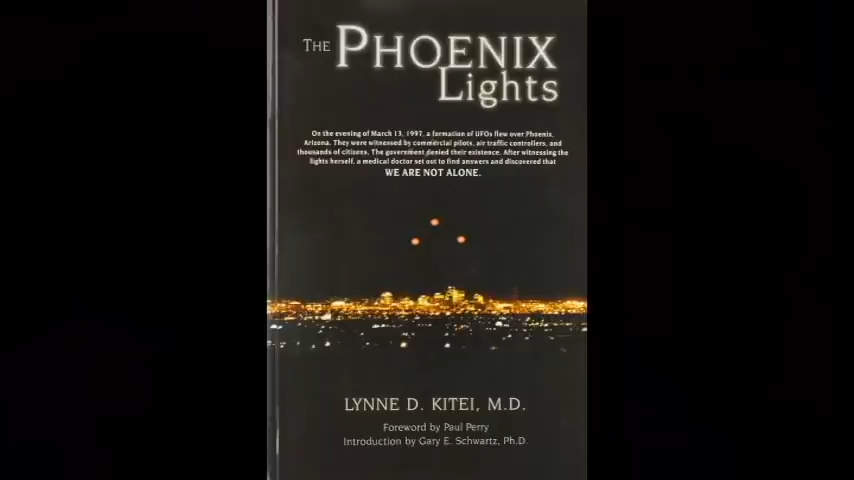 THE PHOENIX
Lights
On the evening of March 13, 1997, a formation of UFOs flew over Phoenix,
Arizona. They were witnessed by commercial pilots, air traffic controllers, and
thousands of citizens. The government denied their existence. After witnessing the
lights herself, a medical doctor set out to find answers and discovered that
WE ARE NOT ALONE.
LYNNE D. KITEI, M.D.
Foreword by Paul Perry
Introduction by Gary E. Schwartz, Ph.D.